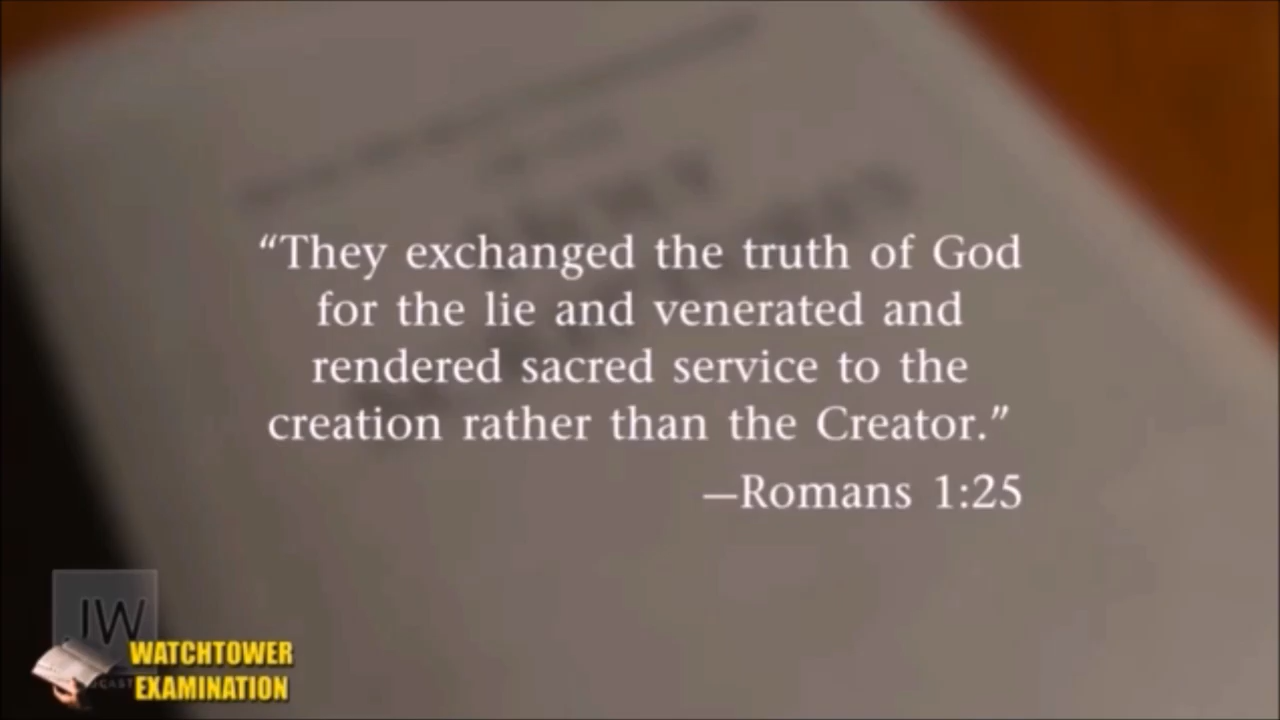 “They exchanged the truth of God
for the lie and venerated and
rendered sacred service to the
creation rather than the Creator.”
—Romans 1:25
JW
WATCHTOWER
EXAMINATION